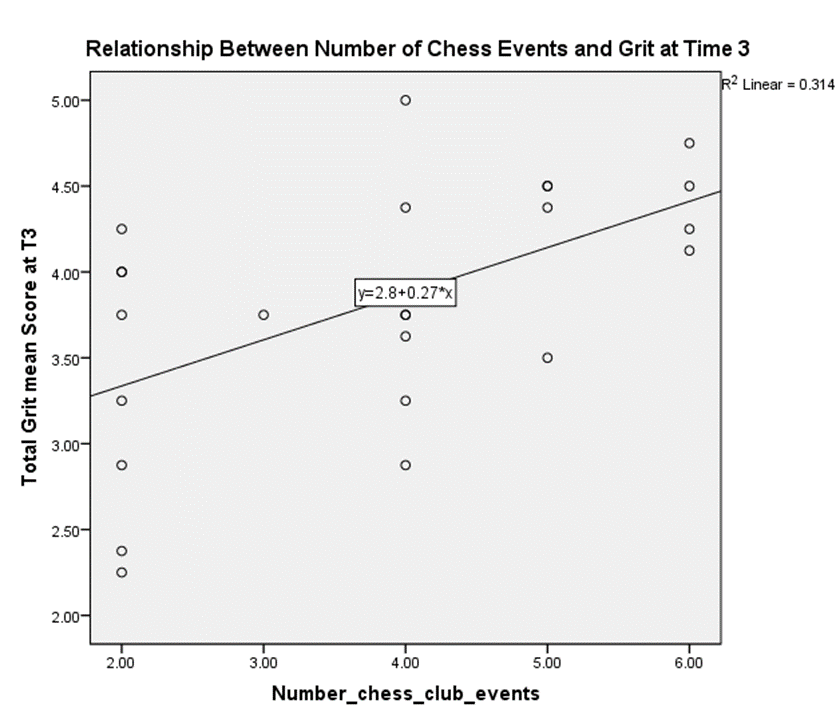 Relationship Between Number of Chess Events and Grit at Time 3
R² Linear = 0.314
5.00
4.50
4.00
3.50
3.00
2.50
2.00
Total Grit mean Score at T3
y=2.8+0.27*x
2.00 3.00 4.00 5.00 6.00
Number_chess_club_events